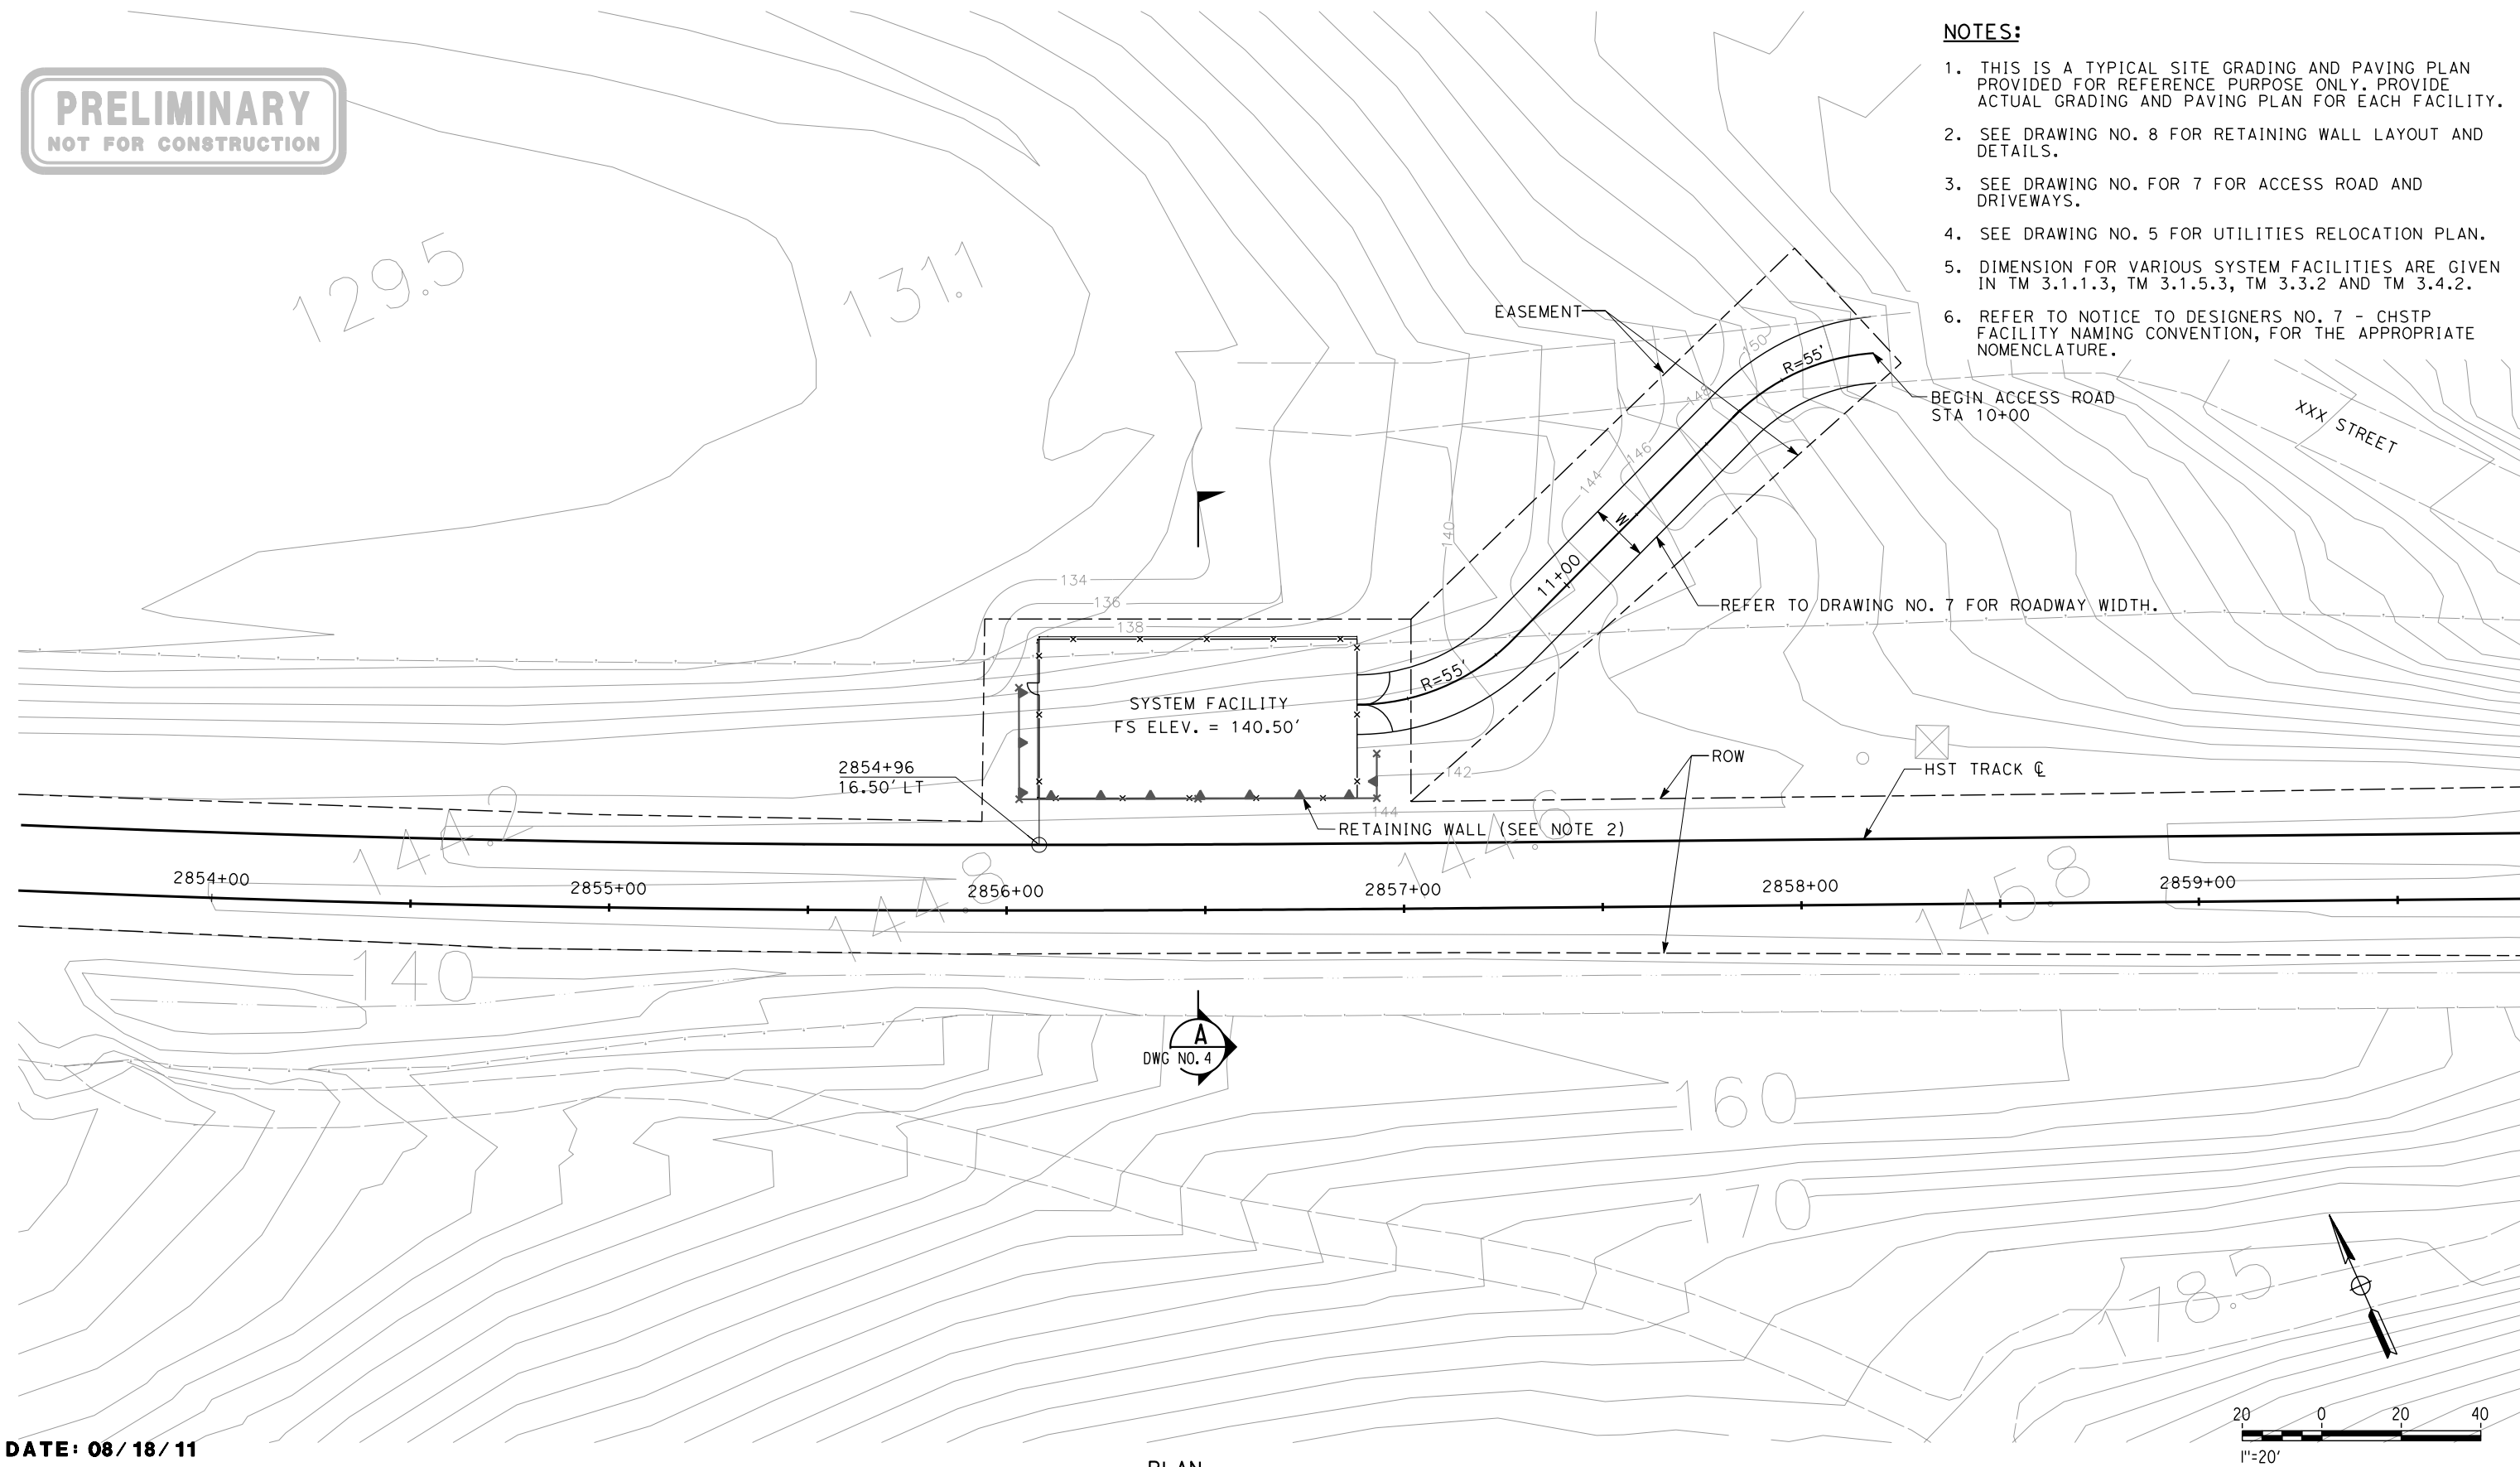 PRELIMINARY
NOT FOR CONSTRUCTION
NOTES:
1. THIS IS A TYPICAL SITE GRADING AND PAVING PLAN
PROVIDED FOR REFERENCE PURPOSE ONLY. PROVIDE
ACTUAL GRADING AND PAVING PLAN FOR EACH FACILITY.
2. SEE DRAWING NO. 8 FOR RETAINING WALL LAYOUT AND
DETAILS.
3. SEE DRAWING NO. FOR 7 FOR ACCESS ROAD AND
DRIVEWAYS.
4. SEE DRAWING NO. 5 FOR UTILITIES RELOCATION PLAN.
5. DIMENSION FOR VARIOUS SYSTEM FACILITIES ARE GIVEN
IN TM 3.1.1.3, TM 3.1.5.3, TM 3.3.2 AND TM 3.4.2.
6. REFER TO NOTICE TO DESIGNERS NO. 7 - CHSTP
FACILITY NAMING CONVENTION, FOR THE APPROPRIATE
NOMENCLATURE.
129.5
131.1
EASEMENT
150
R=55'
148
BEGIN ACCESS ROAD
STA 10+00
XXX STREET
146
144
140
W
11+00
134
136
138
REFER TO DRAWING NO. 7 FOR ROADWAY WIDTH.
R=55'
SYSTEM FACILITY
FS ELEV. = 140.50'
2854+96
16.50' LT
ROW
HST TRACK ℄
142
144
144.2
144.6
RETAINING WALL (SEE NOTE 2)
2854+00
2855+00
2856+00
2857+00
2858+00
2859+00
144.8
145.8
140
A
DWG NO. 4
160
170
178.5
20 0 20 40
1"=20'
DATE: 08/18/11
PLAN